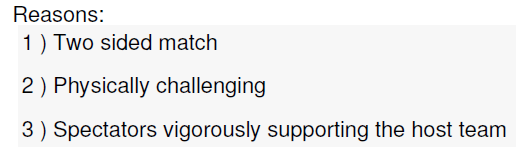 Reasons:
1 ) Two sided match
2 ) Physically challenging
3 ) Spectators vigorously supporting the host team